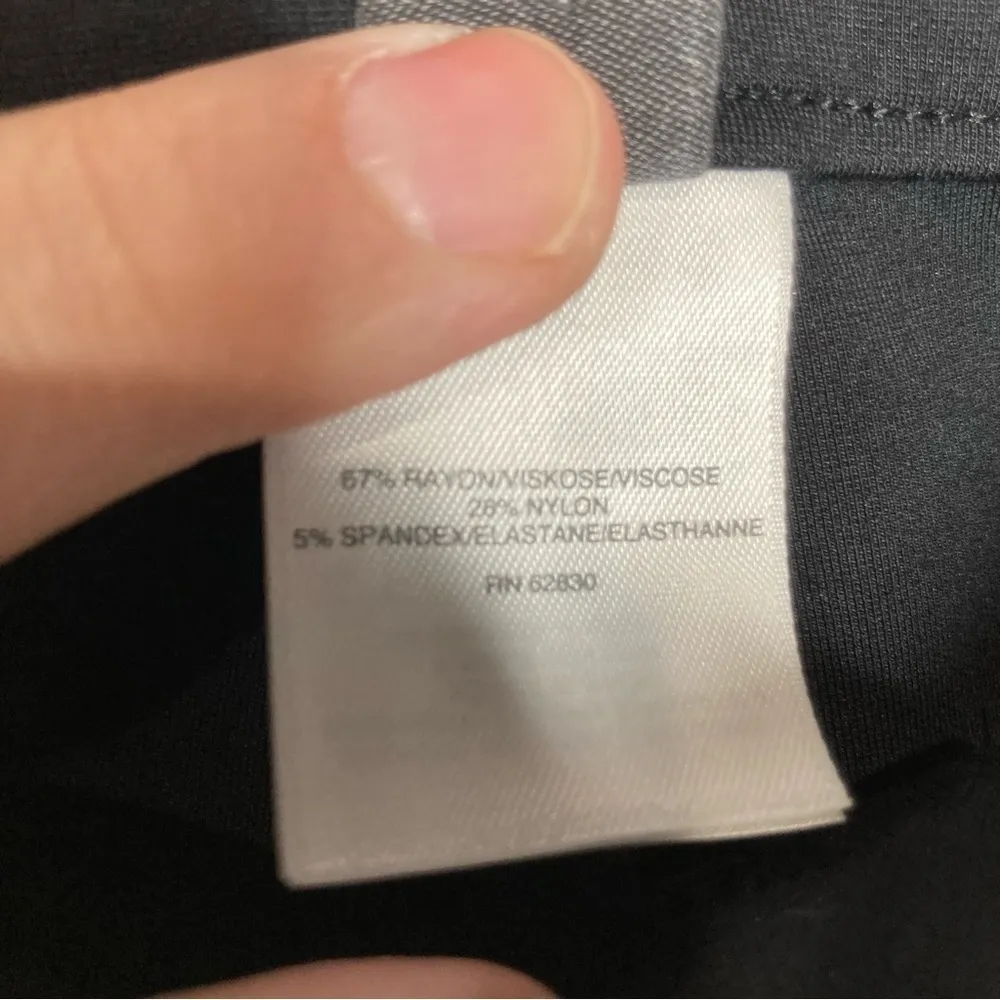 67% RAYON/VISKOSE/VISCOSE
28% NYLON
5% SPANDEX/ELASTANE/ELASTHANNE
RN 62830